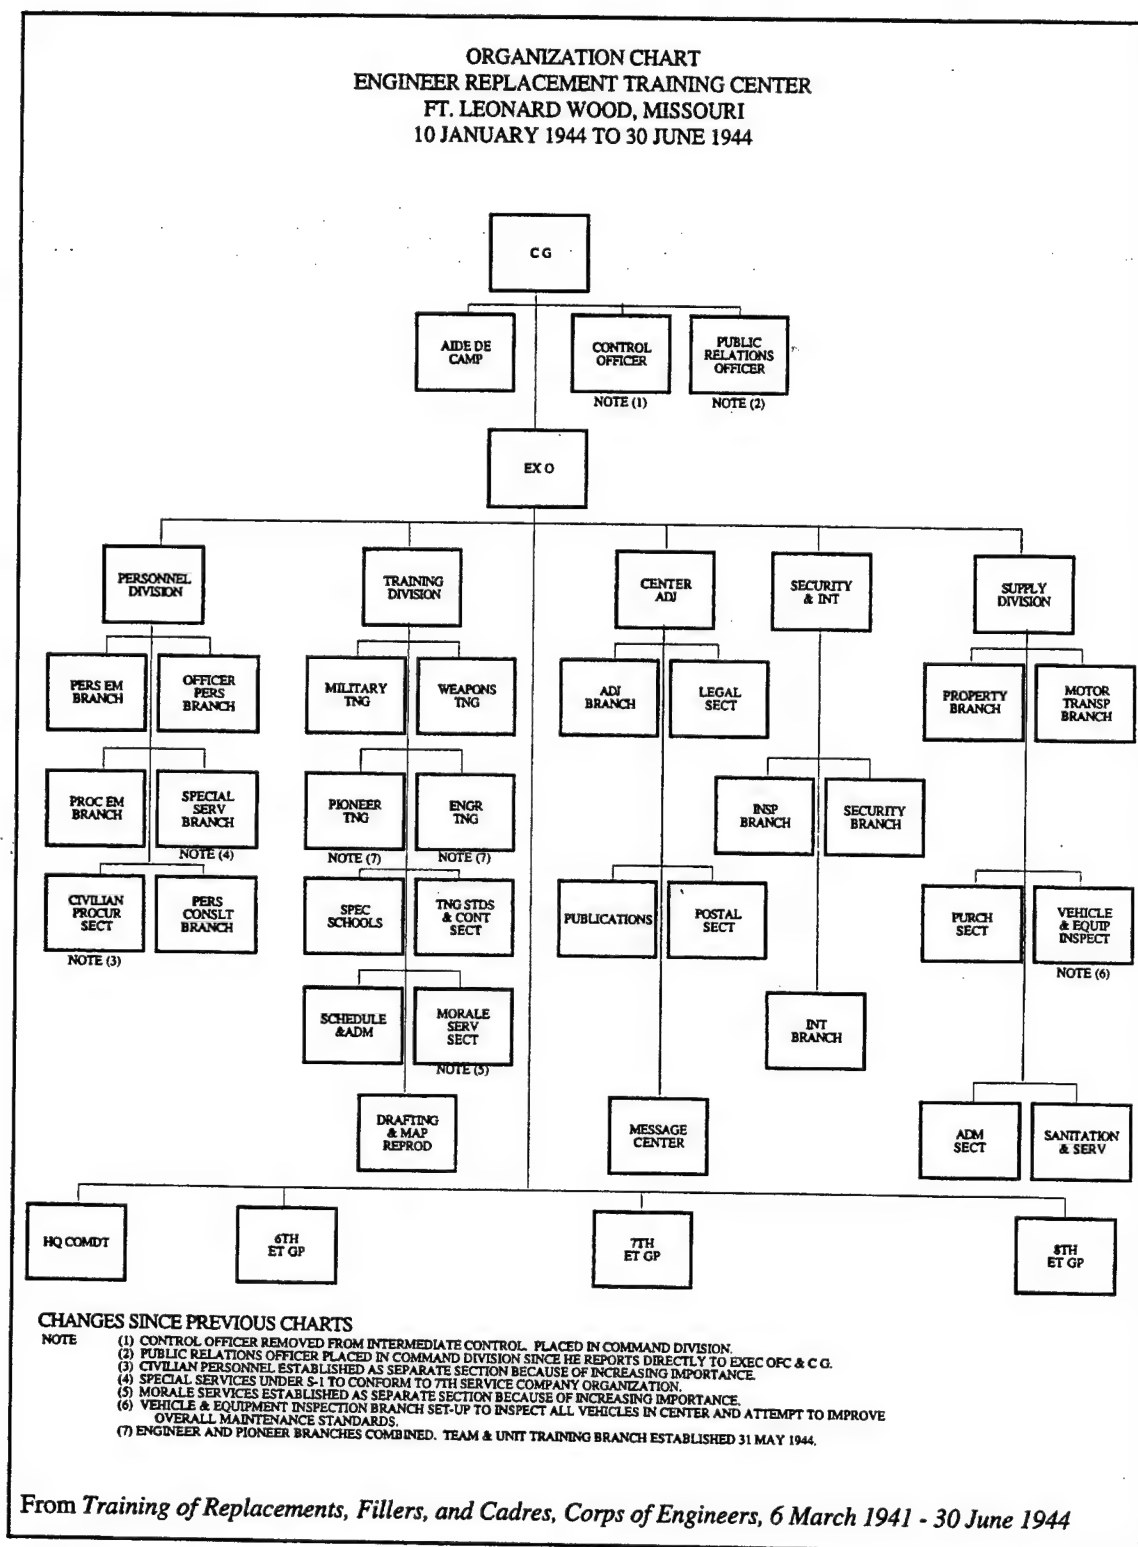 ORGANIZATION CHART
ENGINEER REPLACEMENT TRAINING CENTER
FT. LEONARD WOOD, MISSOURI
10 JANUARY 1944 TO 30 JUNE 1944
C G
AIDE DE
CAMP
CONTROL
OFFICER
NOTE (1)
PUBLIC
RELATIONS
OFFICER
NOTE (2)
EX O
PERSONNEL
DIVISION
TRAINING
DIVISION
CENTER
ADJ
SECURITY
& INT
SUPPLY
DIVISION
PERS EM
BRANCH
OFFICER
PERS
BRANCH
MILITARY
TNG
WEAPONS
TNG
ADJ
BRANCH
LEGAL
SECT
PROPERTY
BRANCH
MOTOR
TRANSP
BRANCH
PROC EM
BRANCH
SPECIAL
SERV
BRANCH
NOTE (4)
PIONEER
TNG
NOTE (7)
ENGR
TNG
NOTE (7)
INSP
BRANCH
SECURITY
BRANCH
CIVILIAN
PROCUR
SECT
NOTE (3)
PERS
CONSLT
BRANCH
SPEC
SCHOOLS
TNG STDS
& CONT
SECT
PUBLICATIONS
POSTAL
SECT
PURCH
SECT
VEHICLE
& EQUIP
INSPECT
NOTE (6)
SCHEDULE
&ADM
MORALE
SERV
SECT
NOTE (5)
INT
BRANCH
DRAFTING
& MAP
REPROD
MESSAGE
CENTER
ADM
SECT
SANITATION
& SERV
HQ COMDT
6TH
ET GP
7TH
ET GP
8TH
ET GP
CHANGES SINCE PREVIOUS CHARTS
NOTE (1) CONTROL OFFICER REMOVED FROM INTERMEDIATE CONTROL. PLACED IN COMMAND DIVISION.
(2) PUBLIC RELATIONS OFFICER PLACED IN COMMAND DIVISION SINCE HE REPORTS DIRECTLY TO EXEC OFC & C G.
(3) CIVILIAN PERSONNEL ESTABLISHED AS SEPARATE SECTION BECAUSE OF INCREASING IMPORTANCE.
(4) SPECIAL SERVICES UNDER S-1 TO CONFORM TO 7TH SERVICE COMPANY ORGANIZATION.
(5) MORALE SERVICES ESTABLISHED AS SEPARATE SECTION BECAUSE OF INCREASING IMPORTANCE.
(6) VEHICLE & EQUIPMENT INSPECTION BRANCH SET-UP TO INSPECT ALL VEHICLES IN CENTER AND ATTEMPT TO IMPROVE
OVERALL MAINTENANCE STANDARDS.
(7) ENGINEER AND PIONEER BRANCHES COMBINED. TEAM & UNIT TRAINING BRANCH ESTABLISHED 31 MAY 1944.
From Training of Replacements, Fillers, and Cadres, Corps of Engineers, 6 March 1941 - 30 June 1944